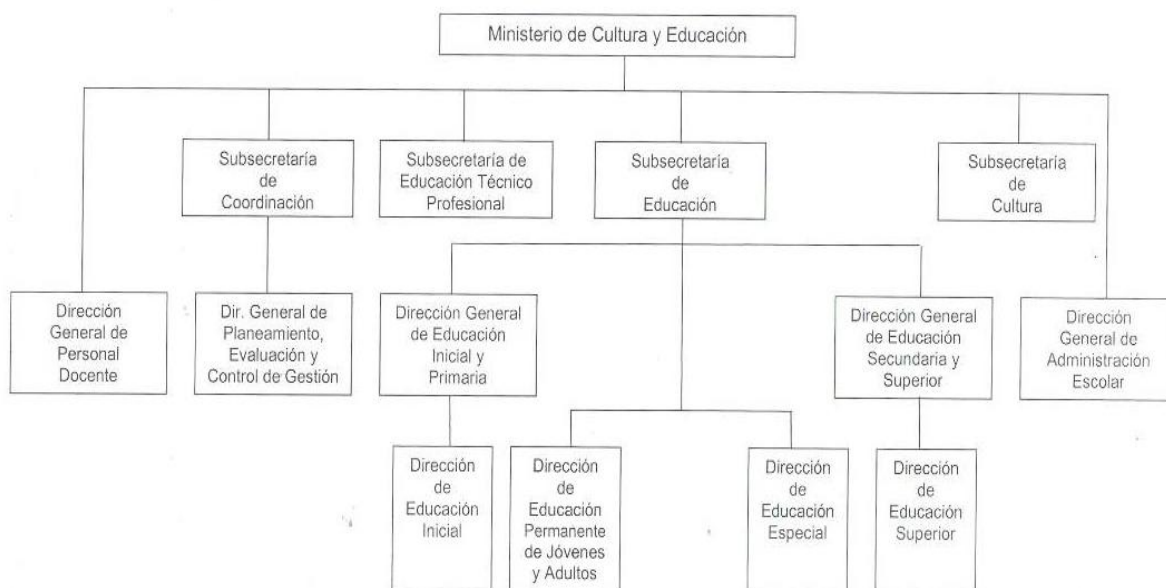 Ministerio de Cultura y Educación
Subsecretaría
de
Coordinación
Subsecretaría de
Educación Técnico
Profesional
Subsecretaría
de
Educación
Subsecretaría
de
Cultura
Dirección
General de
Personal
Docente
Dir. General de
Planeamiento,
Evaluación y
Control de Gestión
Dirección General
de Educación
Inicial y
Primaria
Dirección General
de Educación
Secundaria y
Superior
Dirección
General de
Administración
Escolar
Dirección
de
Educación
Inicial
Dirección
de
Educación
Permanente
de Jóvenes
y Adultos
Dirección
de
Educación
Especial
Dirección
de
Educación
Superior